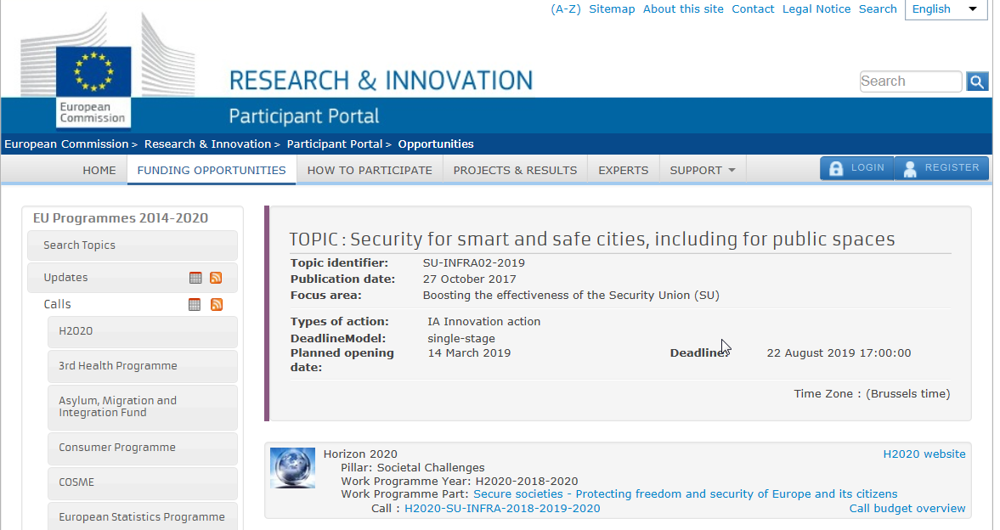 (A-Z) Sitemap About this site Contact Legal Notice Search English
European
Commission
RESEARCH & INNOVATION
Search
Participant Portal
European Commission > Research & Innovation > Participant Portal > Opportunities
HOME FUNDING OPPORTUNITIES HOW TO PARTICIPATE PROJECTS & RESULTS EXPERTS SUPPORT LOGIN REGISTER
EU Programmes 2014-2020
Search Topics
Updates
Calls
H2020
3rd Health Programme
Asylum, Migration and
Integration Fund
Consumer Programme
COSME
European Statistics Programme
TOPIC : Security for smart and safe cities, including for public spaces
Topic identifier: SU-INFRA02-2019
Publication date: 27 October 2017
Focus area: Boosting the effectiveness of the Security Union (SU)
Types of action: IA Innovation action
DeadlineModel: single-stage
Planned opening 14 March 2019 Deadline: 22 August 2019 17:00:00
date:
Time Zone : (Brussels time)
Horizon 2020 H2020 website
Pillar: Societal Challenges
Work Programme Year: H2020-2018-2020
Work Programme Part: Secure societies - Protecting freedom and security of Europe and its citizens
Call : H2020-SU-INFRA-2018-2019-2020 Call budget overview